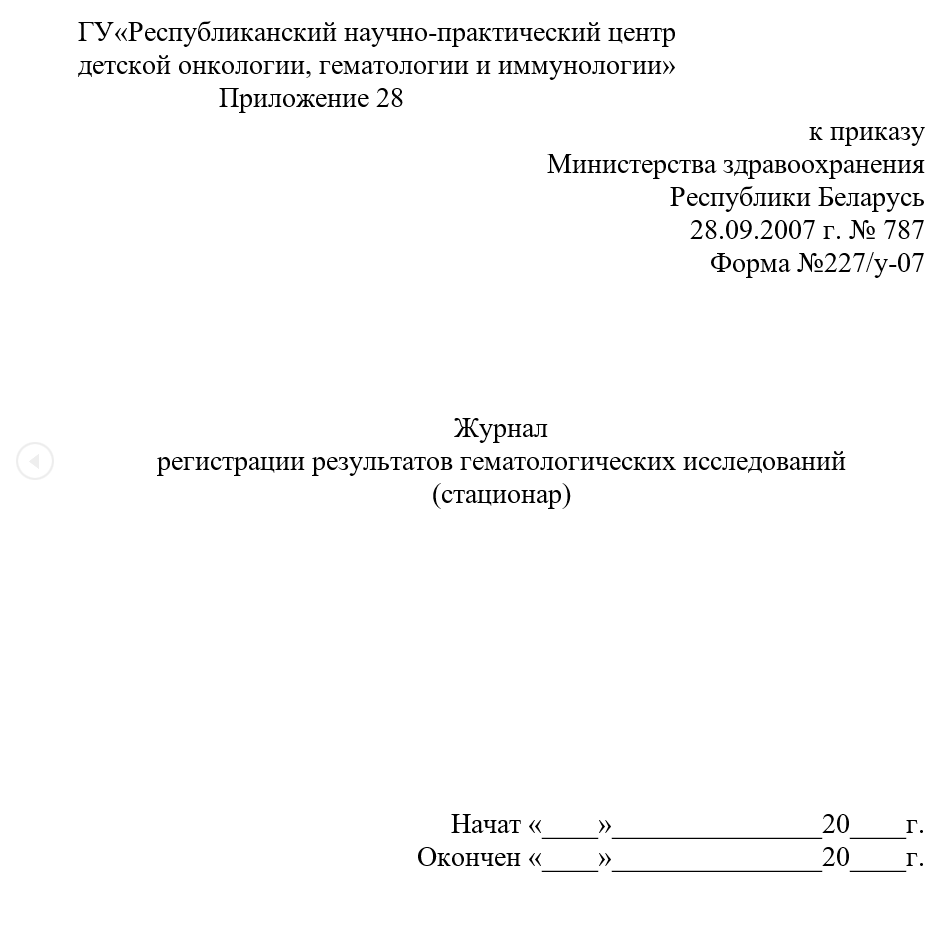 ГУ«Республиканский научно-практический центр
детской онкологии, гематологии и иммунологии»
Приложение 28
к приказу
Министерства здравоохранения
Республики Беларусь
28.09.2007 г. № 787
Форма №227/у-07
Журнал
регистрации результатов гематологических исследований
(стационар)
Начат «____»_______________20____г.
Окончен «____»_______________20____г.